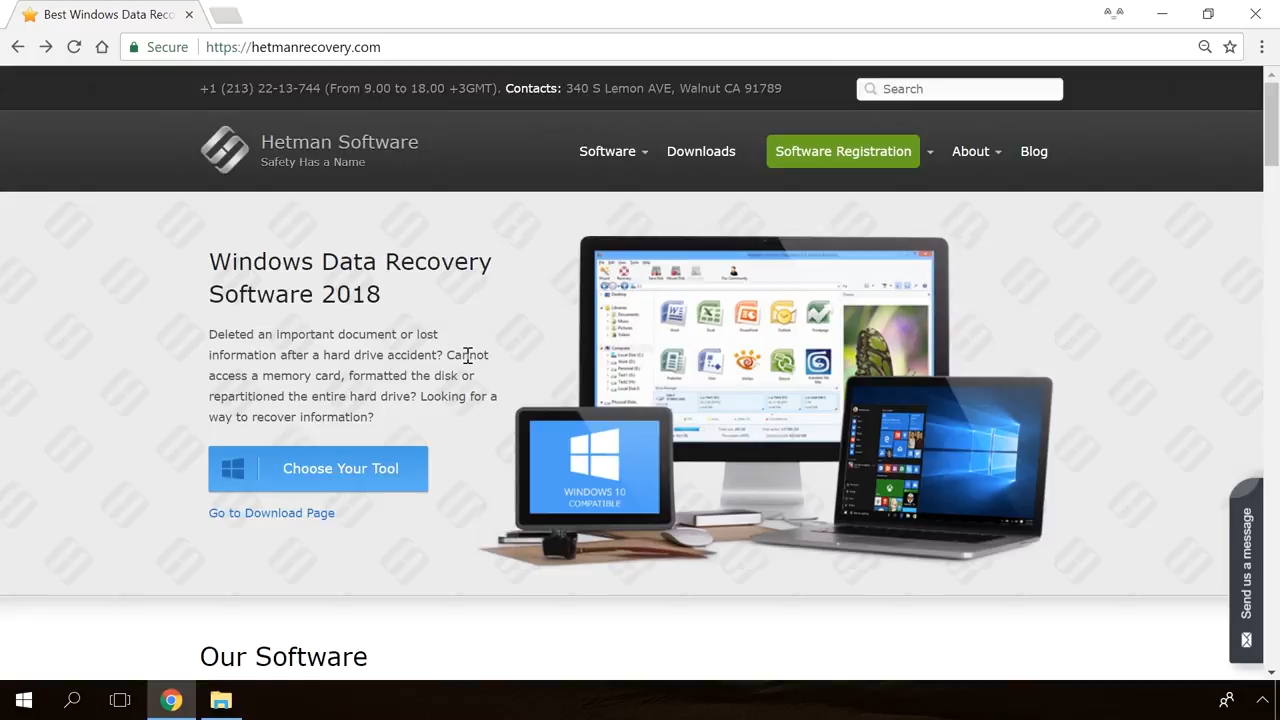 Best Windows Data Reco
Secure
https://hetmanrecovery.com
+1 (213) 22-13-744 (From 9.00 to 18.00 +3GMT). Contacts: 340 S Lemon AVE, Walnut CA 91789
Search
Hetman Software
Safety Has a Name
Software
Downloads
Software Registration
About
Blog
Windows Data Recovery
Software 2018
Deleted an important document or lost
information after a hard drive accident? Cannot
access a memory card, formatted the disk or
repartitioned the entire hard drive? Looking for a
way to recover information?
Choose Your Tool
Go to Download Page
WINDOWS 10
COMPATIBLE
Send us a message
Our Software